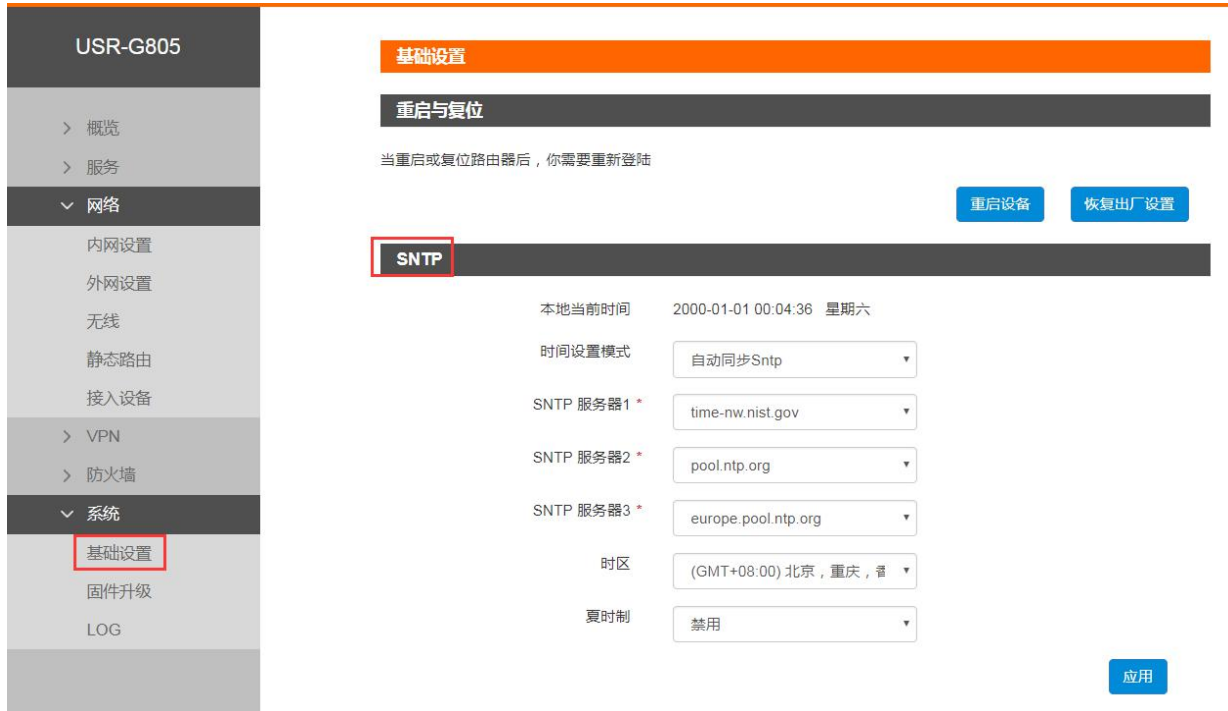 USR-G805
概览
服务
网络
内网设置
外网设置
无线
静态路由
接入设备
VPN
防火墙
系统
基础设置
固件升级
LOG
基础设置
重启与复位
当重启或复位路由器后，你需要重新登陆
重启设备 恢复出厂设置
SNTP
本地当前时间 2000-01-01 00:04:36 星期六
时间设置模式 自动同步Sntp
SNTP 服务器1 * time-nw.nist.gov
SNTP 服务器2 * pool.ntp.org
SNTP 服务器3 * europe.pool.ntp.org
时区 (GMT+08:00) 北京，重庆，
夏时制 禁用
应用